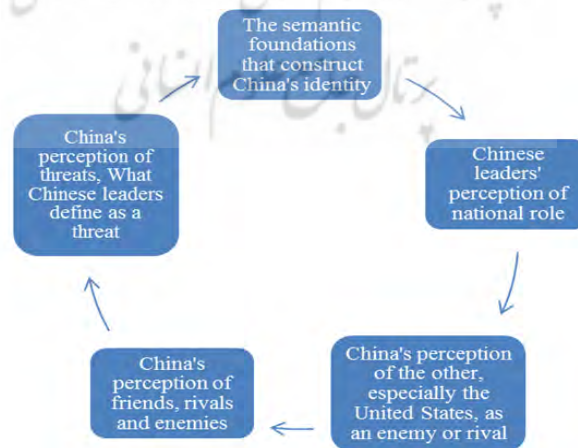 The semantic
foundations
that construct
China's identity
Chinese
leaders'
perception of
national role
China's perception
of the other,
especially the
United States, as
an enemy or rival
China's
perception of
friends, rivals
and enemies
China's
perception of
threats, What
Chinese leaders
define as a
threat